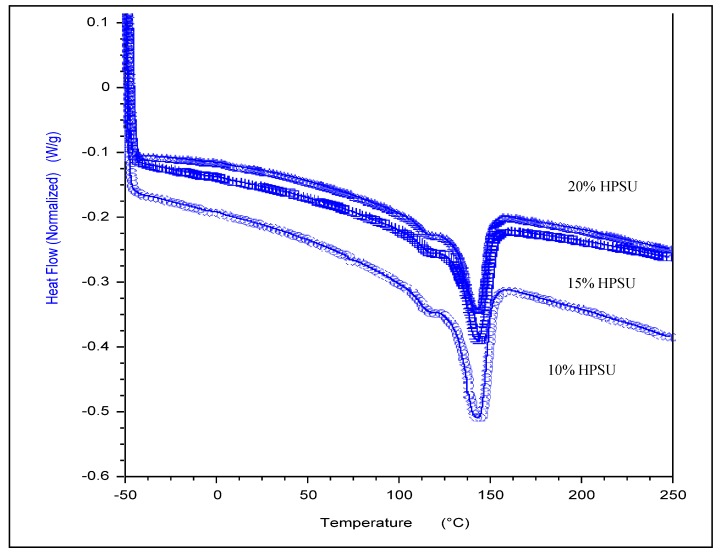 0.1
0
-0.1
-0.2
-0.3
-0.4
-0.5
-0.6
Heat Flow (Normalized) (W/g)
20% HPSU
15% HPSU
10% HPSU
-50 0 50 100 150 200 250
Temperature (°C)